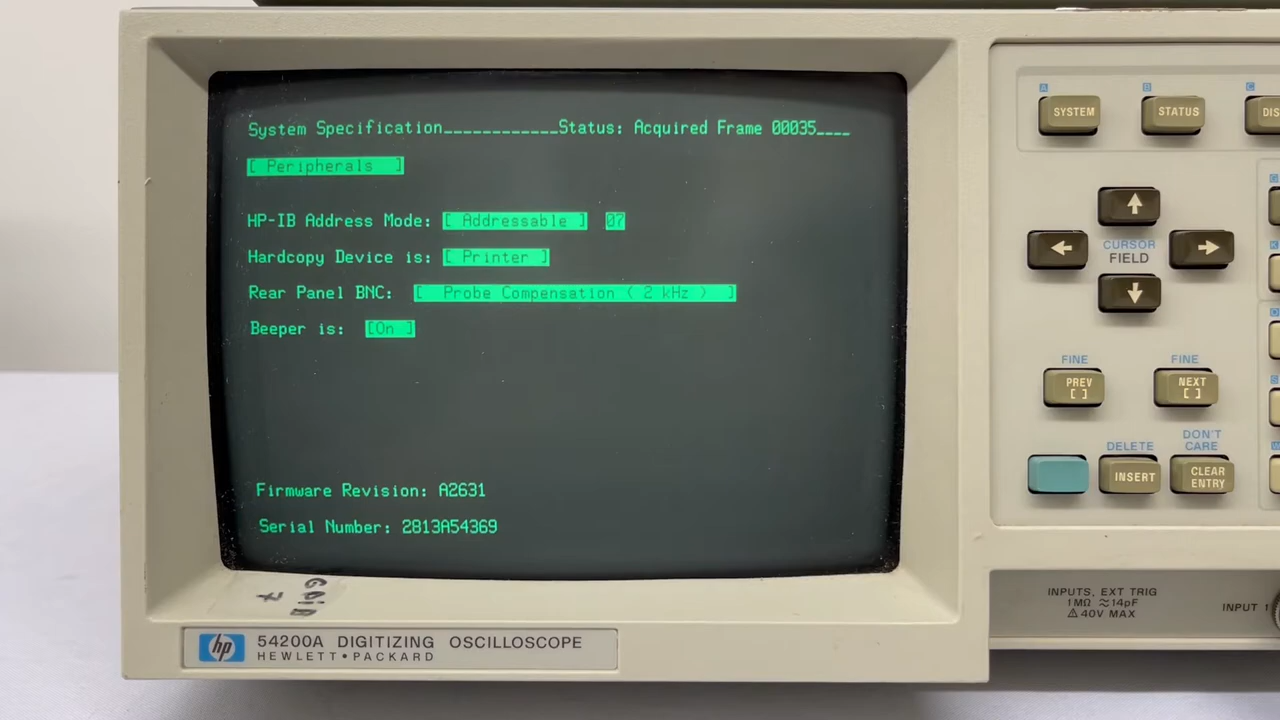 System Specification____________Status: Acquired Frame 00035____
[ Peripherals ]
HP-IB Address Mode: [ Addressable ] 07
Hardcopy Device is: [ Printer ]
Rear Panel BNC: [ Probe Compensation ( 2 kHz ) ]
Beeper is: [On ]
Firmware Revision: A2631
Serial Number: 2813A54369
GPIB
7
hp
54200A DIGITIZING OSCILLOSCOPE
HEWLETT•PACKARD
A
B
C
SYSTEM
STATUS
CURSOR
FIELD
FINE
FINE
PREV
[ ]
NEXT
[ ]
DELETE
DON'T
CARE
INSERT
CLEAR
ENTRY
INPUTS, EXT TRIG
1MΩ ≈14pF
⚠40V MAX
INPUT 1